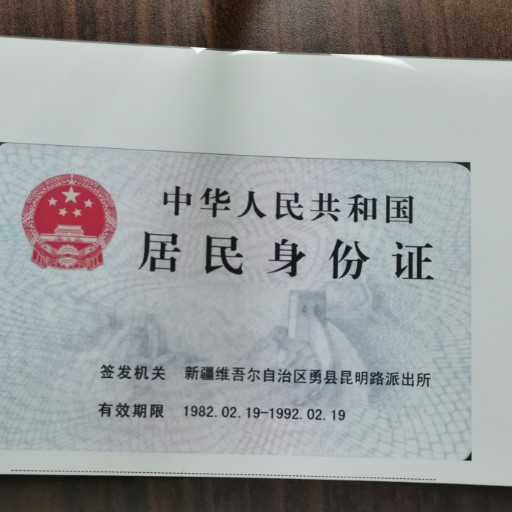 中华人民共和国
居民身份证
签发机关 新疆维吾尔自治区勇县昆明路派出所
有效期限 1982.02.19-1992.02.19